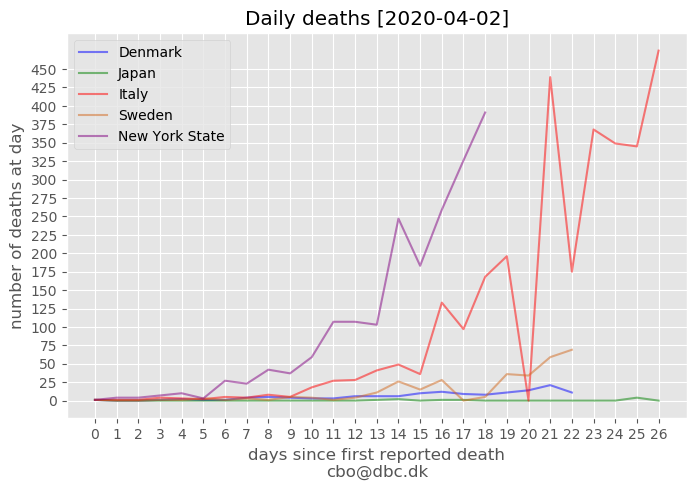 Daily deaths [2020-04-02]
Denmark
Japan
Italy
Sweden
New York State
number of deaths at day
450
425
400
375
350
325
300
275
250
225
200
175
150
125
100
75
50
25
0
0 1 2 3 4 5 6 7 8 9 10 11 12 13 14 15 16 17 18 19 20 21 22 23 24 25 26
days since first reported death
cbo@dbc.dk